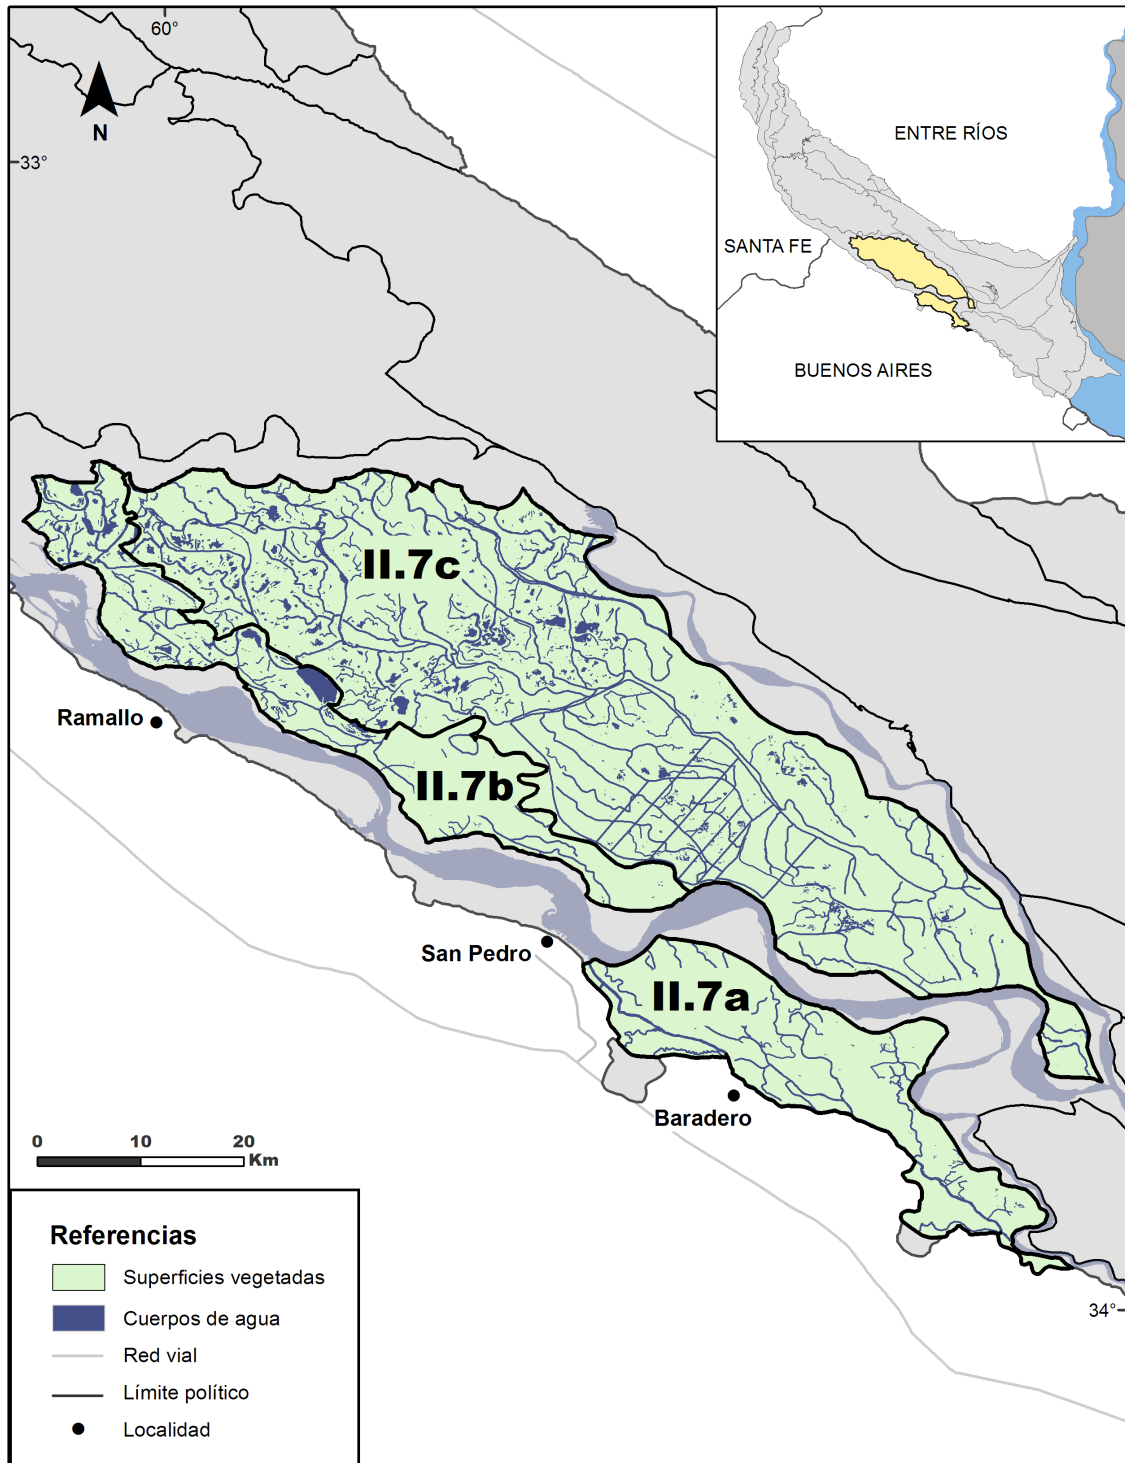 60°
N
33°
ENTRE RÍOS
SANTA FE
BUENOS AIRES
II.7c
Ramallo
II.7b
San Pedro
II.7a
Baradero
0 10 20
Km
34°
Referencias
Superficies vegetadas
Cuerpos de agua
Red vial
Límite político
Localidad